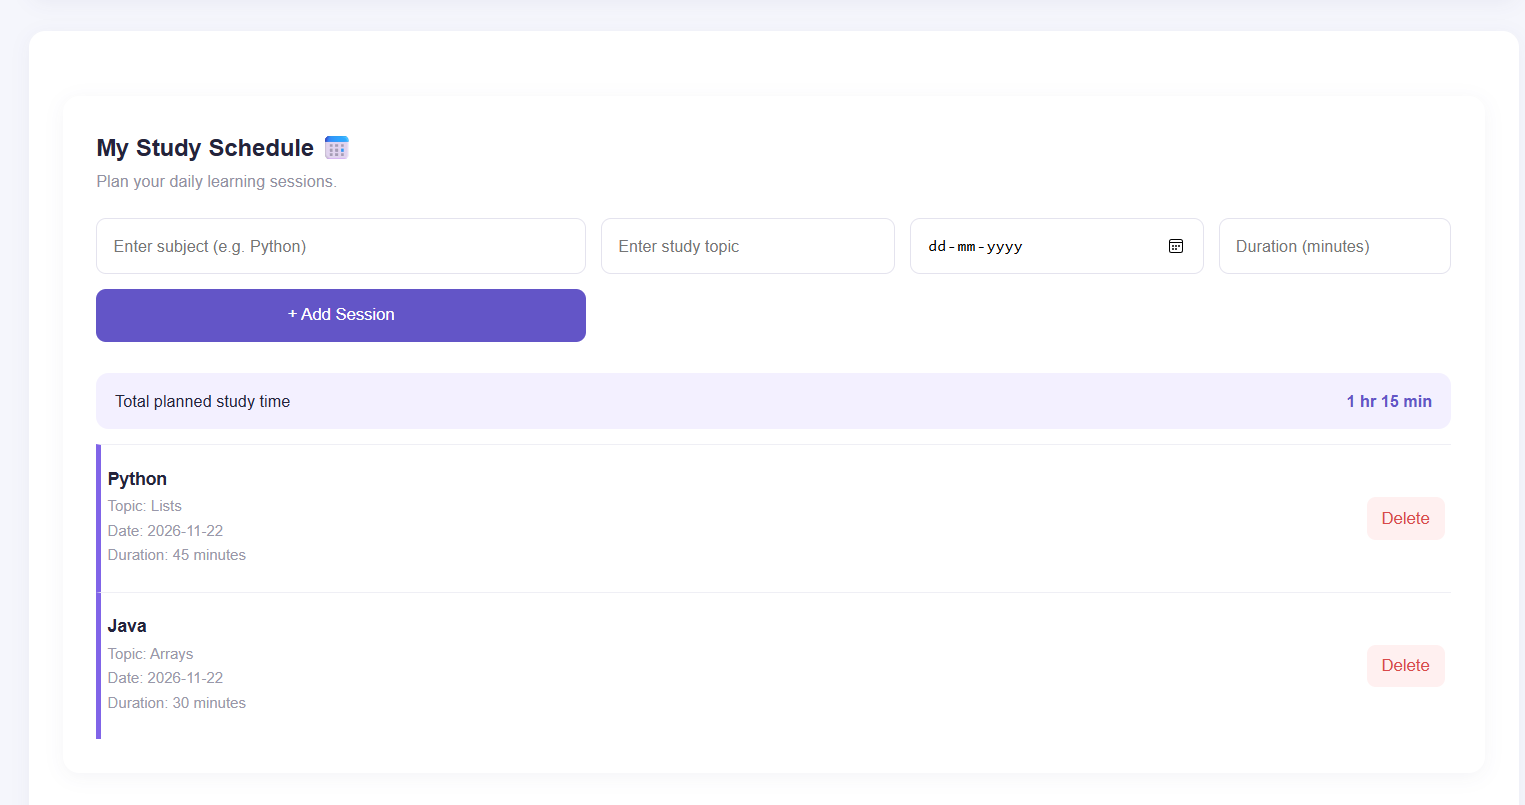 My Study Schedule
Plan your daily learning sessions.
Enter subject (e.g. Python)
Enter study topic
dd-mm-yyyy
Duration (minutes)
+ Add Session
Total planned study time
1 hr 15 min
Python
Topic: Lists
Date: 2026-11-22
Duration: 45 minutes
Delete
Java
Topic: Arrays
Date: 2026-11-22
Duration: 30 minutes
Delete